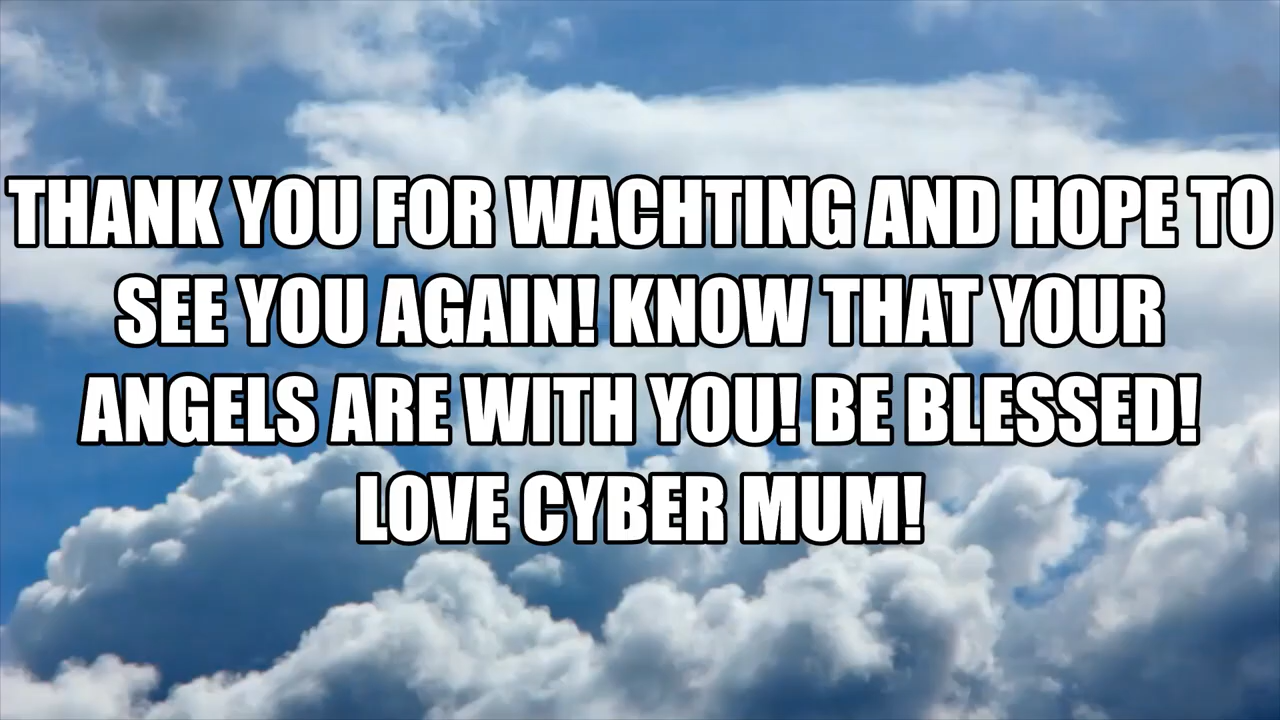 THANK YOU FOR WACHTING AND HOPE TO
SEE YOU AGAIN! KNOW THAT YOUR
ANGELS ARE WITH YOU! BE BLESSED!
LOVE CYBER MUM!